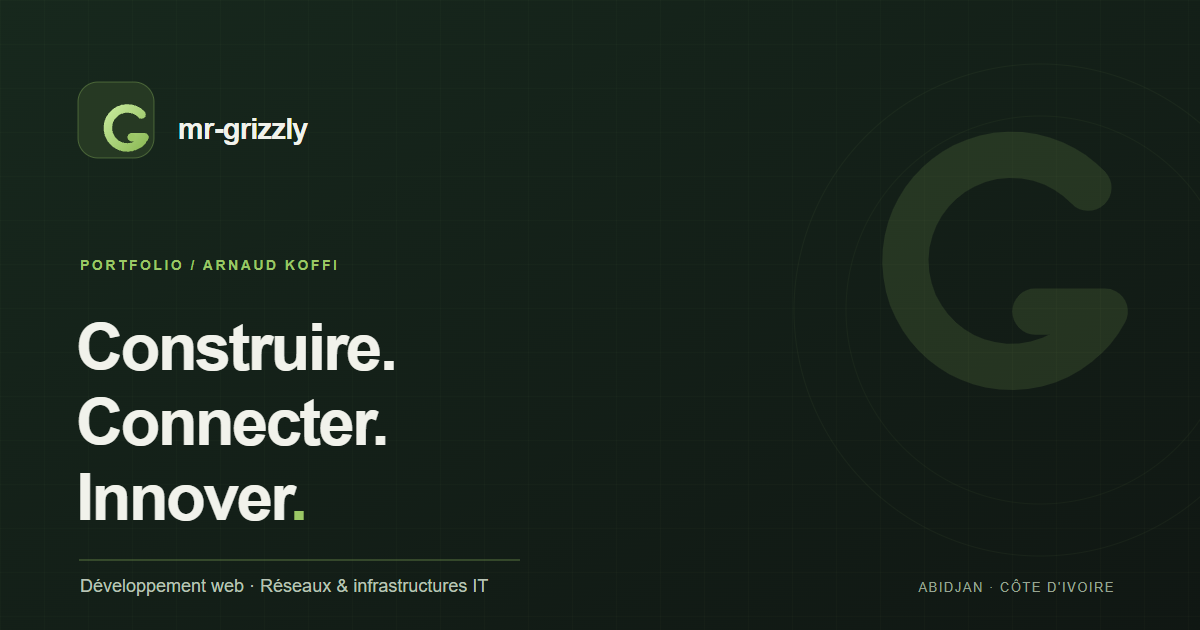 G
mr-grizzly
PORTFOLIO / ARNAUD KOFFI
Construire.
Connecter.
Innover.
Développement web · Réseaux & infrastructures IT
ABIDJAN · CÔTE D'IVOIRE
G